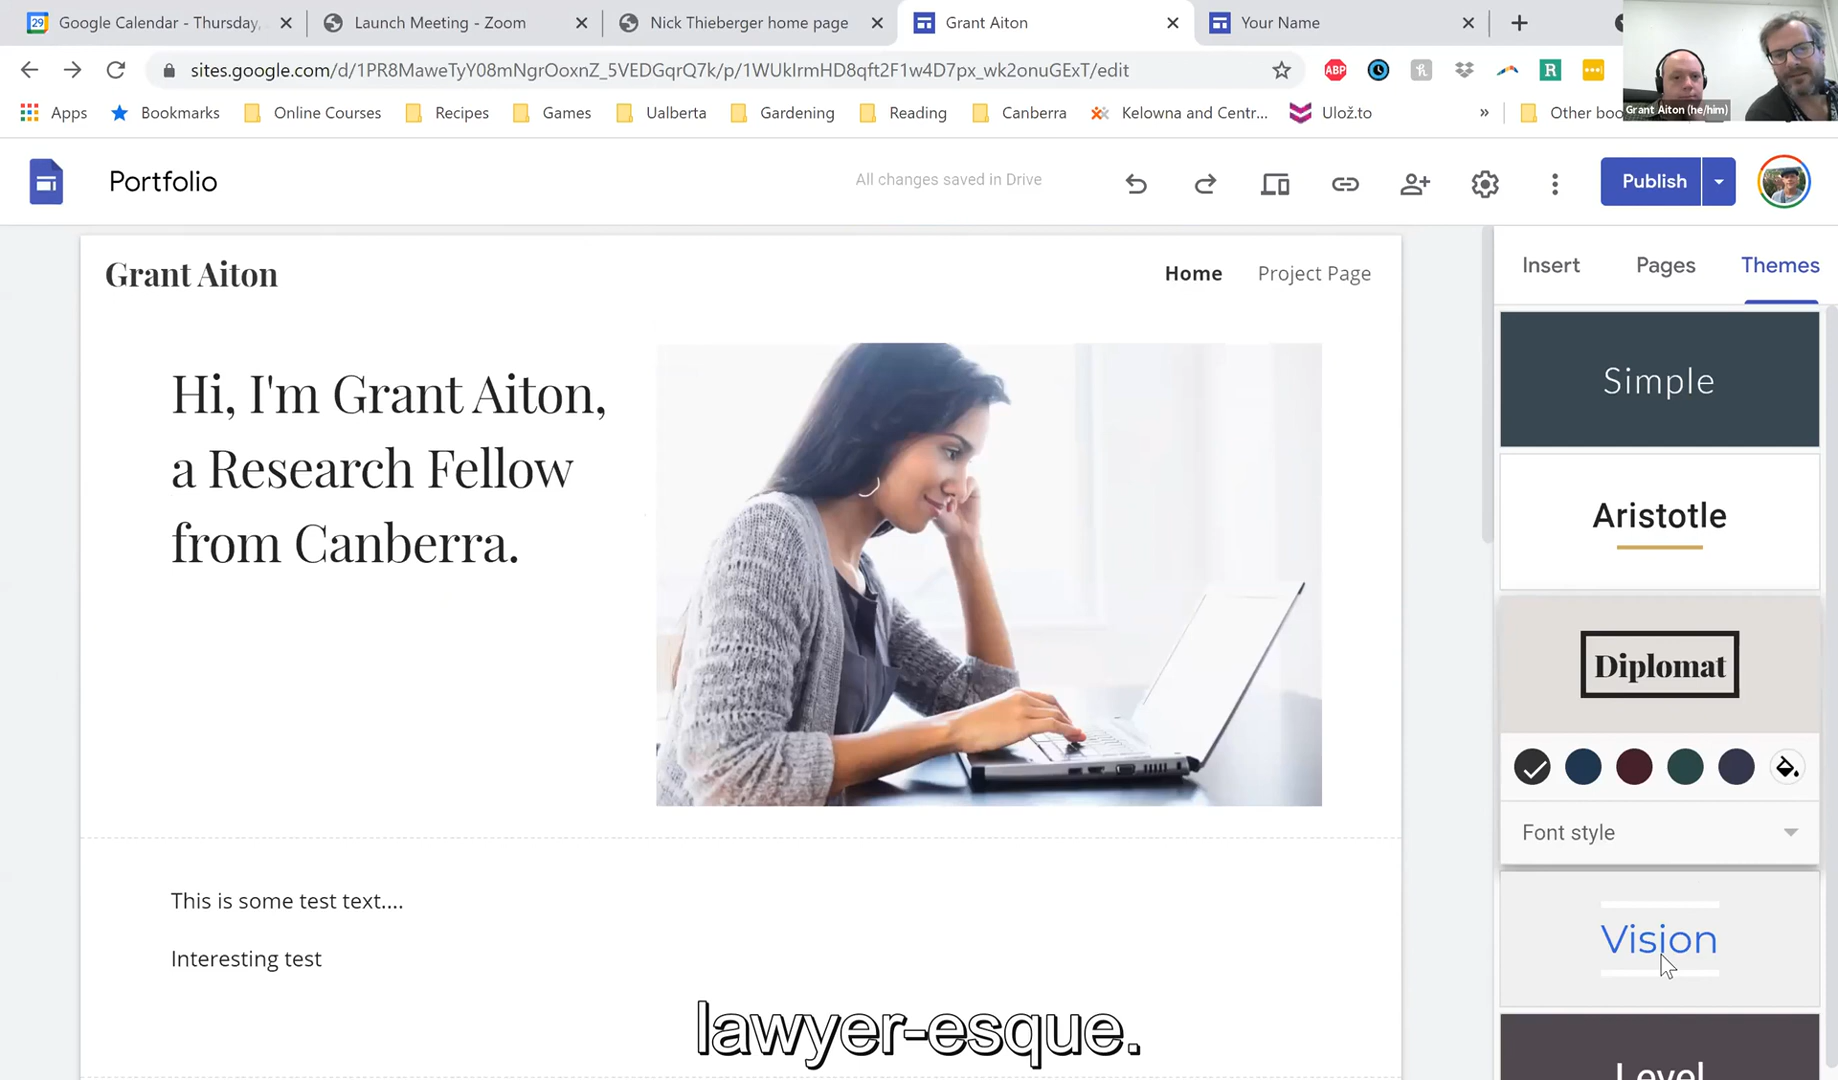 Google Calendar - Thursday,
Launch Meeting - Zoom
Nick Thieberger home page
Grant Aiton
Your Name
sites.google.com/d/1PR8MaweTyY08mNgrOoxnZ_5VEDGqrQ7k/p/1WUkIrmHD8qft2F1w4D7px_wk2onuGExT/edit
ABP
R
Apps
Bookmarks
Online Courses
Recipes
Games
Ualberta
Gardening
Reading
Canberra
Kelowna and Centr...
Ulož.to
»
Other boo
Grant Aiton (he/him)
Portfolio
All changes saved in Drive
Publish
Grant Aiton
Home
Project Page
Insert
Pages
Themes
Hi, I'm Grant Aiton,
a Research Fellow
from Canberra.
Simple
Aristotle
Diplomat
Font style
Vision
Level
This is some test text....
Interesting test
lawyer-esque.